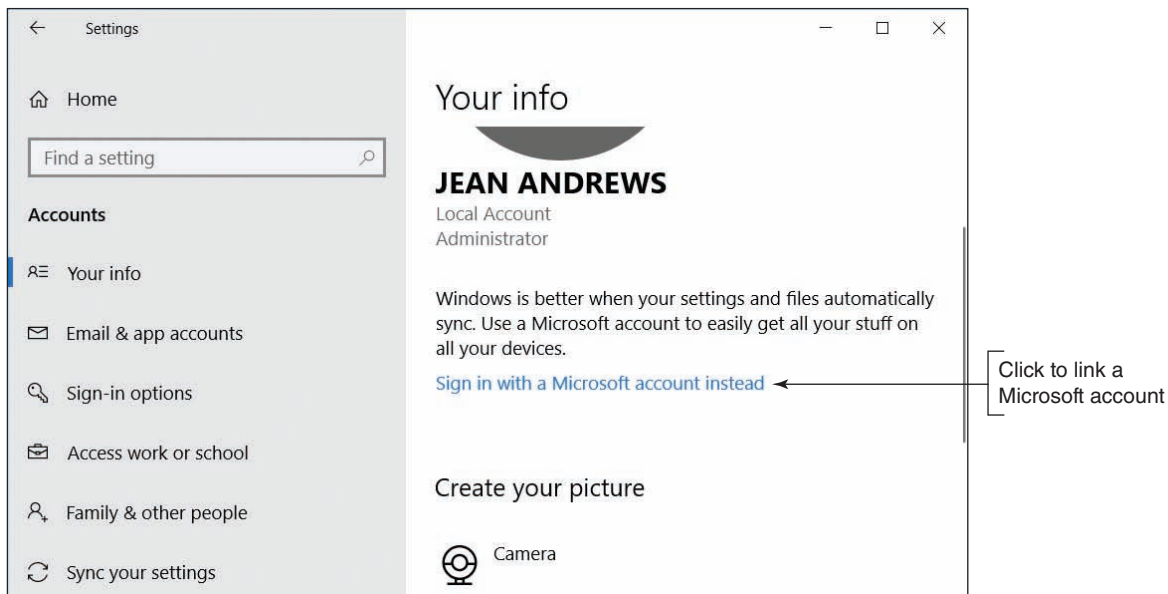 Settings
Home
Find a setting
Accounts
Your info
Email & app accounts
Sign-in options
Access work or school
Family & other people
Sync your settings
Your info
JEAN ANDREWS
Local Account
Administrator
Windows is better when your settings and files automatically
sync. Use a Microsoft account to easily get all your stuff on
all your devices.
Sign in with a Microsoft account instead
Create your picture
Camera
Click to link a
Microsoft account